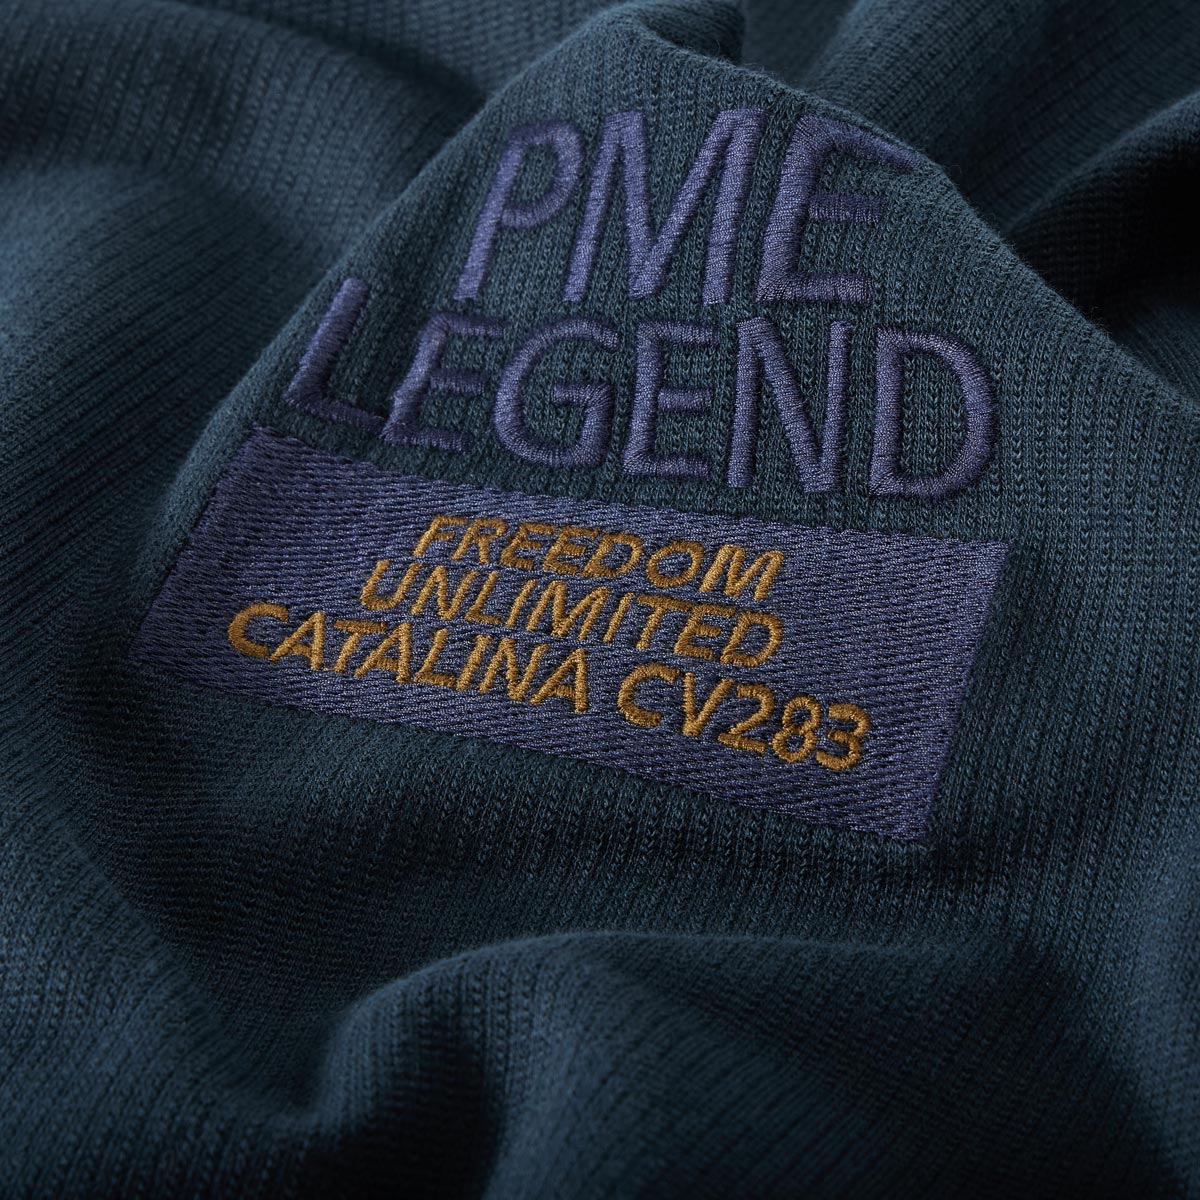 PME
LEGEND
FREEDOM
UNLIMITED
CATALINA CV283